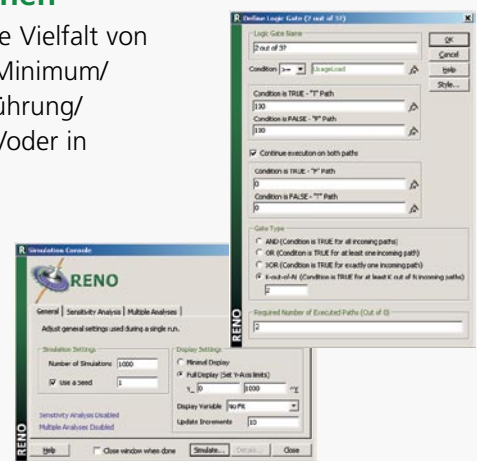 nen
e Vielfalt von
Minimum/
ührung/
/oder in
R Define Logic Gate (2 out of 5?)
Logic Gate Name
2 out of 5?
OK
Cancel
Help
Style...
Condition >= UsageLoad
Condition is TRUE - "T" Path
130
Condition is FALSE - "F" Path
130
Continue execution on both paths
Condition is TRUE - "F" Path
0
Condition is FALSE - "T" Path
0
Gate Type
AND (Condition is TRUE for all incoming paths)
OR (Condition is TRUE for at least one incoming path)
XOR (Condition is TRUE for exactly one incoming path)
K-out-of-N (Condition is TRUE for at least K out of N incoming paths)
2
Required Number of Executed Paths (Out of 0)
2
RENO
R Simulation Console
RENO
General Sensitivity Analysis Multiple Analyses
Adjust general settings used during a single run.
Simulation Settings
Number of Simulations 1000
Use a Seed 1
Sensitivity Analysis Disabled
Multiple Analyses Disabled
Display Settings
Minimal Display
Full Display (Set Y-Axis limits)
0 1000
Display Variable No Fit
Update Increments 10
RENO
Help Close window when done Simulate... Details... Close